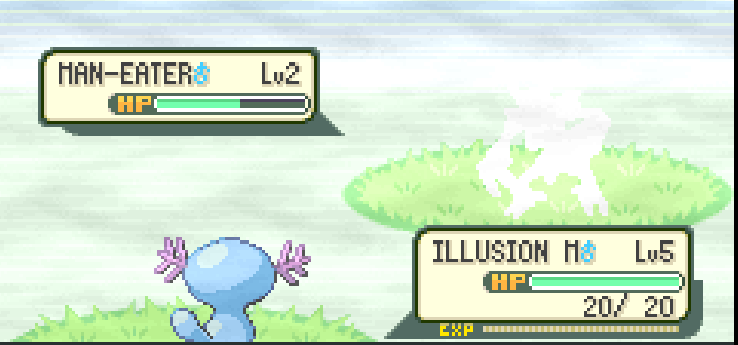 MAN-EATER♂ Lv2
HP
ILLUSION M♂ Lv5
HP
20/ 20
EXP